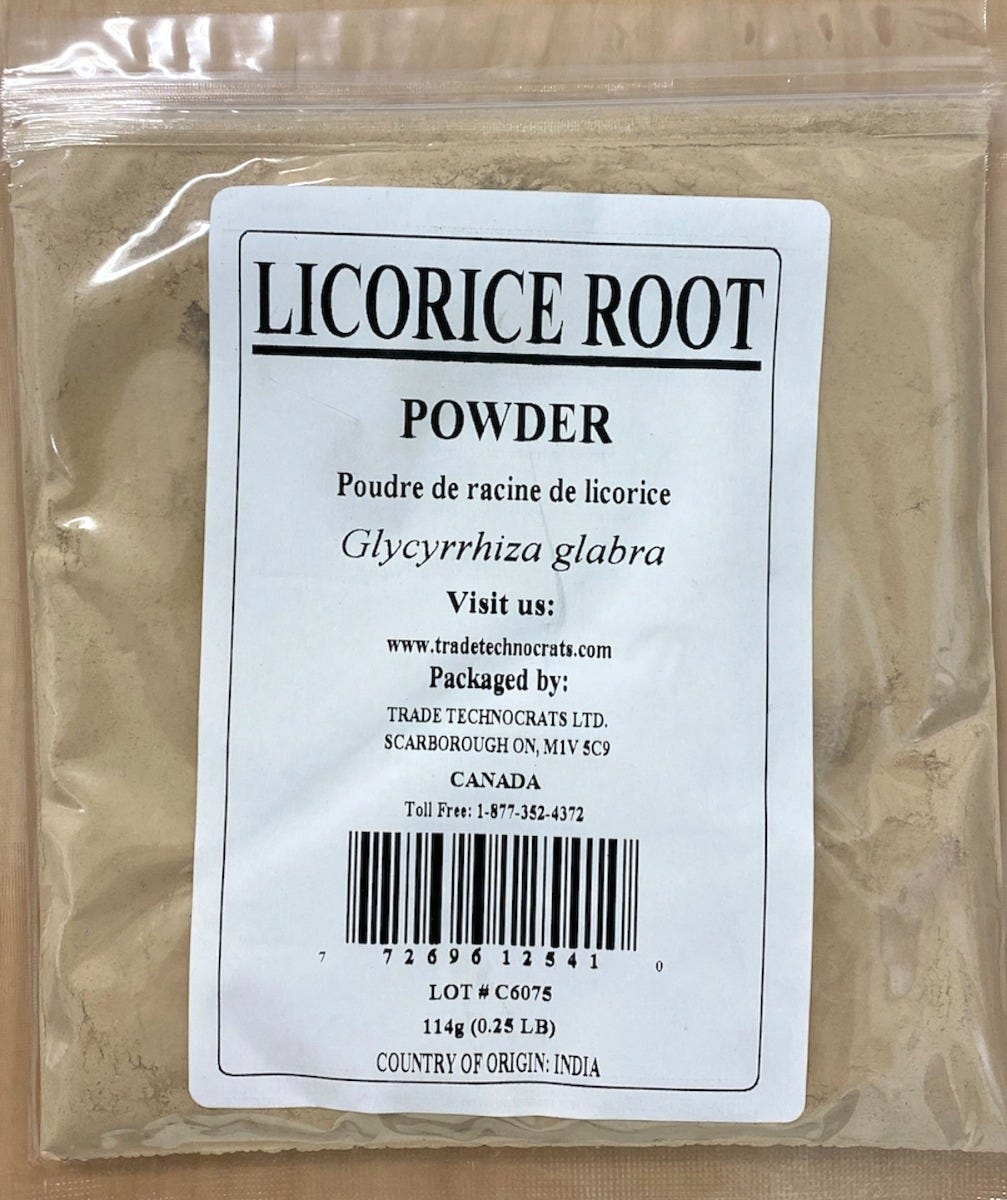 LICORICE ROOT
POWDER
Poudre de racine de licorice
Glycyrrhiza glabra
Visit us:
www.tradetechnocrats.com
Packaged by:
TRADE TECHNOCRATS LTD.
SCARBOROUGH ON, M1V 5C9
CANADA
Toll Free: 1-877-352-4372
7 72696 12541 0
LOT # C6075
114g (0.25 LB)
COUNTRY OF ORIGIN: INDIA